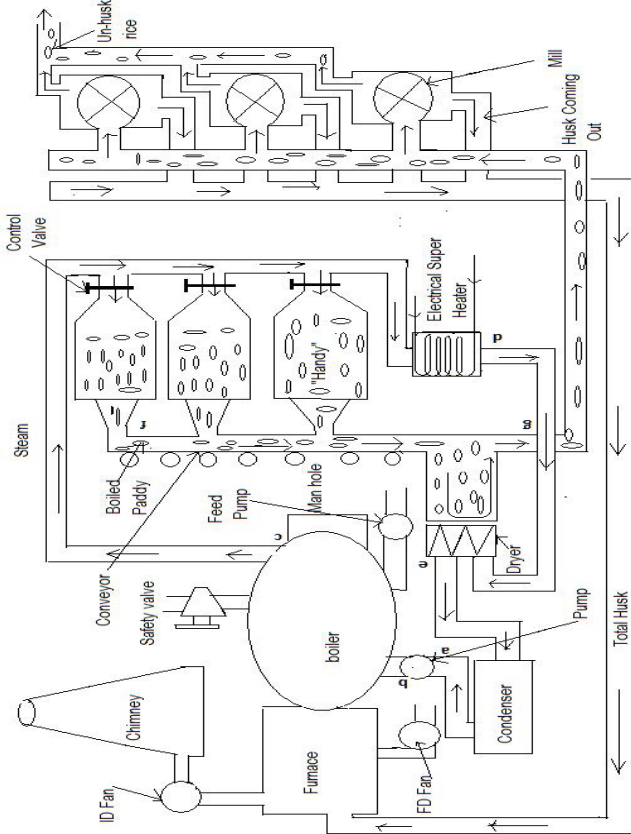 Steam
Control
Valve
Un-husk
rice
ID Fan
Chimney
Safety valve
Conveyor
Boiled
Paddy
Feed
Pump
Man hole
Furnace
boiler
"Handy"
FD Fan
Condenser
Pump
Dryer
Electrical Super
Heater
Mill
Husk Coming
Out
Total Husk